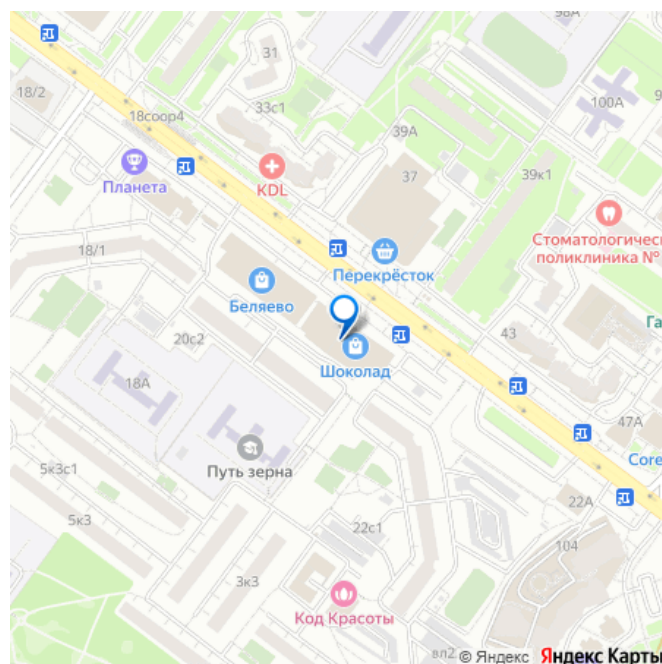 98А
31
18/2
100А
33с1
18соор4
39А
37
39к1
Планета
KDL
Стоматологическ
поликлиника №
18/1
Перекрёсток
Беляево
Га
43
20с2
Шоколад
18А
47А
Путь зерна
Core
5к3с1
22А
5к3
22с1
104
3к3
Код Красоты
вл2
© Яндекс Яндекс Карты